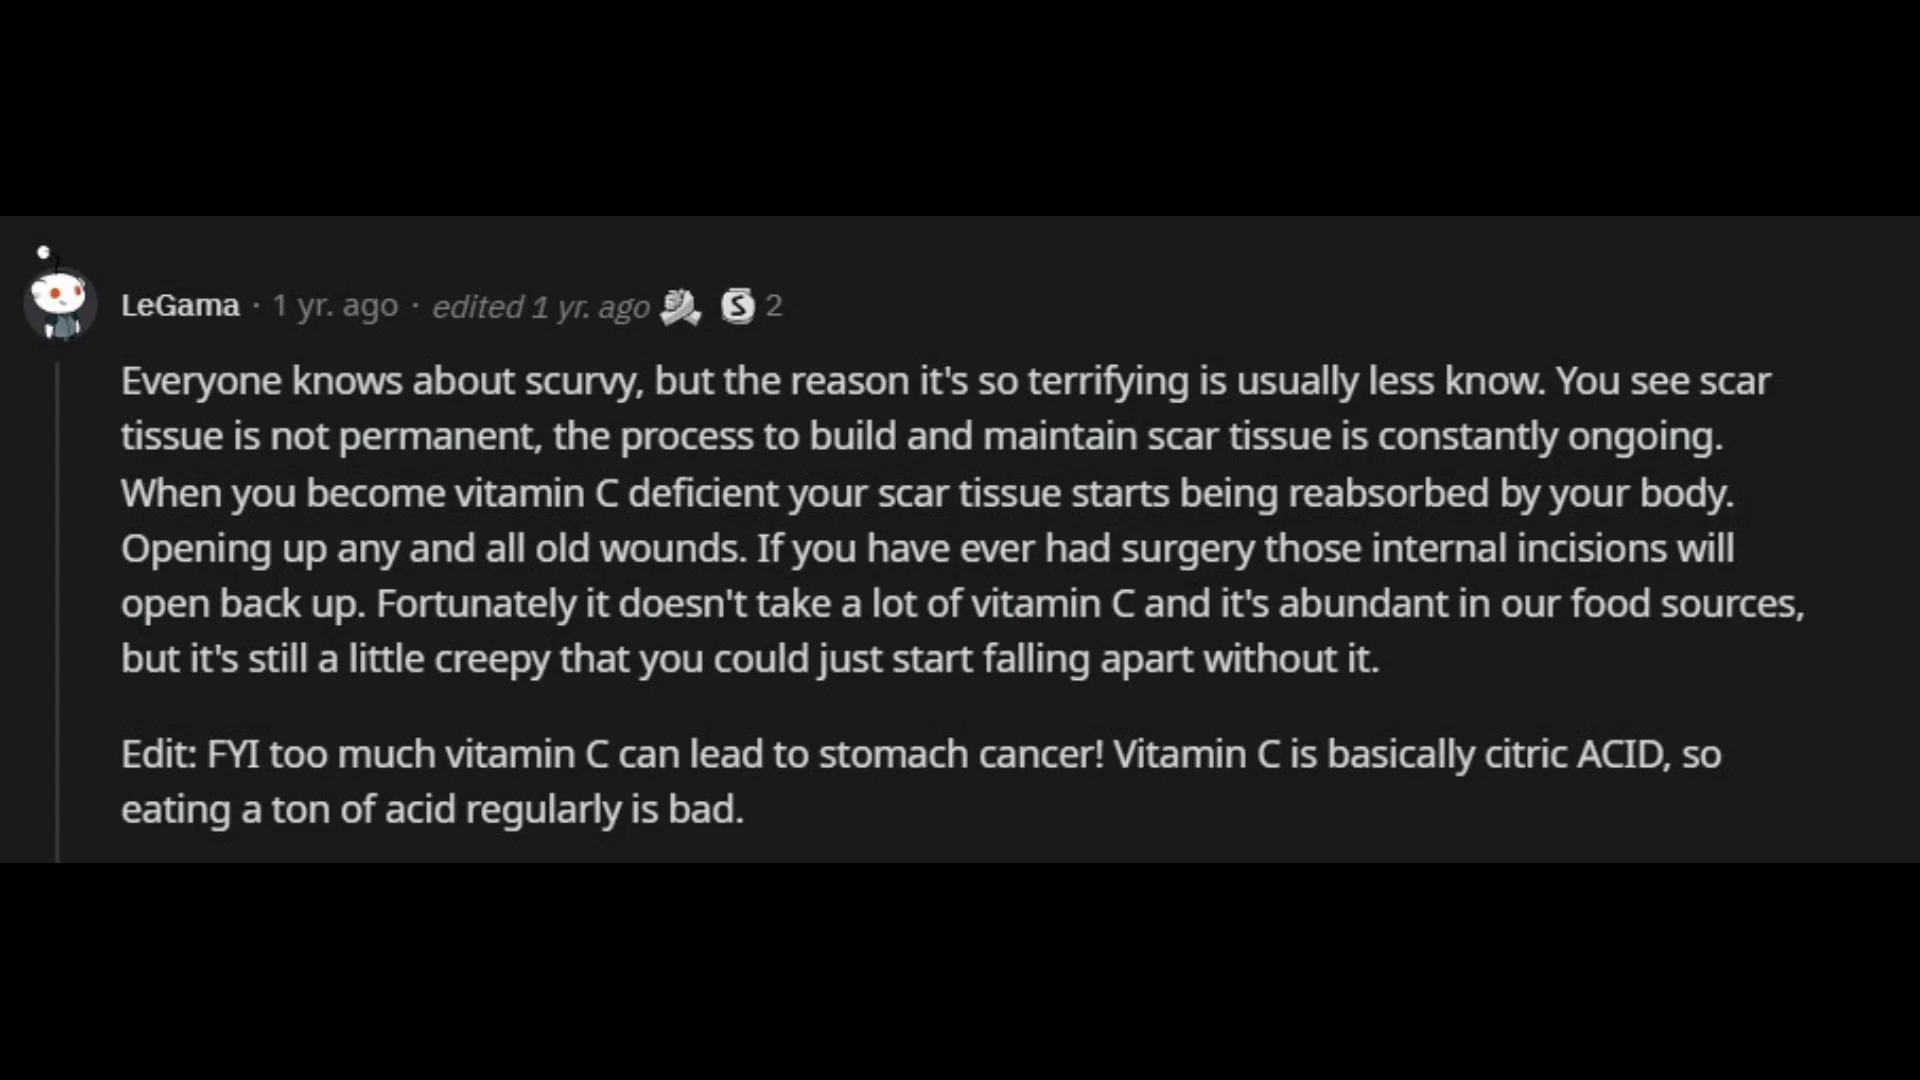 LeGama · 1 yr. ago · edited 1 yr. ago S 2
Everyone knows about scurvy, but the reason it's so terrifying is usually less know. You see scar
tissue is not permanent, the process to build and maintain scar tissue is constantly ongoing.
When you become vitamin C deficient your scar tissue starts being reabsorbed by your body.
Opening up any and all old wounds. If you have ever had surgery those internal incisions will
open back up. Fortunately it doesn't take a lot of vitamin C and it's abundant in our food sources,
but it's still a little creepy that you could just start falling apart without it.
Edit: FYI too much vitamin C can lead to stomach cancer! Vitamin C is basically citric ACID, so
eating a ton of acid regularly is bad.